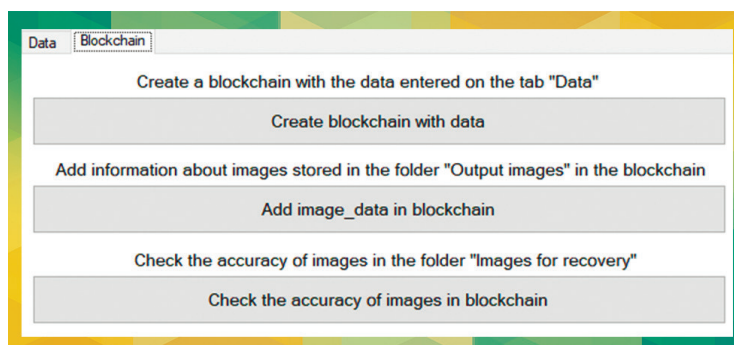 Data Blockchain
Create a blockchain with the data entered on the tab "Data"
Create blockchain with data
Add information about images stored in the folder "Output images" in the blockchain
Add image_data in blockchain
Check the accuracy of images in the folder "Images for recovery"
Check the accuracy of images in blockchain